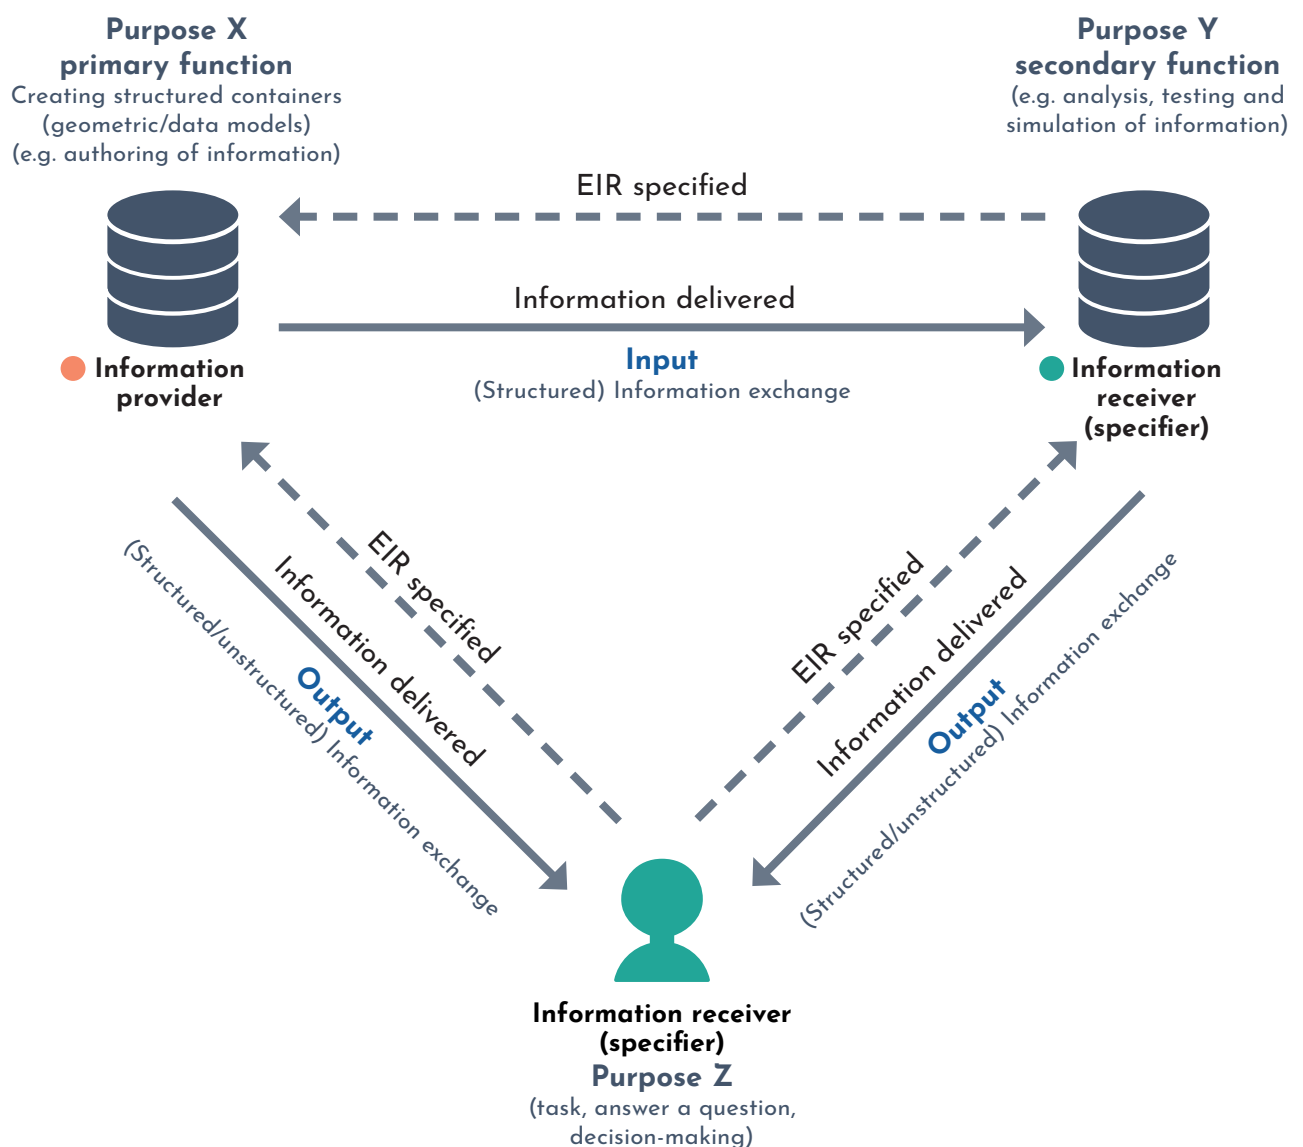 Purpose X
primary function
Creating structured containers
(geometric/data models)
(e.g. authoring of information)
Purpose Y
secondary function
(e.g. analysis, testing and
simulation of information)
EIR specified
Information delivered
Input
(Structured) Information exchange
Information
provider
Information
receiver
(specifier)
EIR specified
Information delivered
Output
(Structured/unstructured) Information exchange
EIR specified
Information delivered
Output
(Structured/unstructured) Information exchange
Information receiver
(specifier)
Purpose Z
(task, answer a question,
decision-making)